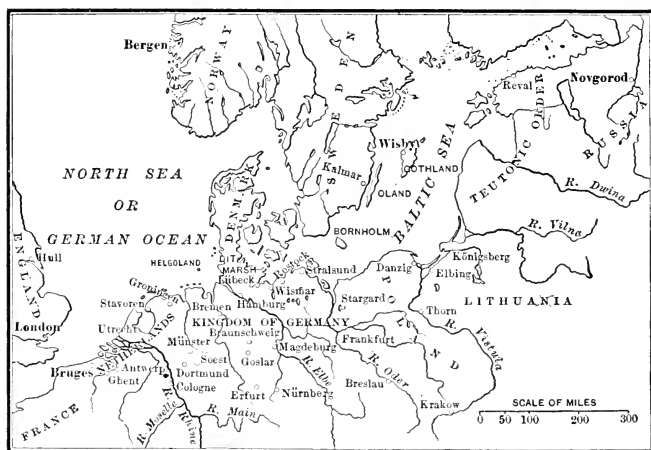 Bergen
NORWAY
SWEDEN
Reval
Novgorod
TEUTONIC ORDER
RUSSIA
Wisby
GOTHLAND
Kalmar
OLAND
BALTIC SEA
NORTH SEA
OR
GERMAN OCEAN
DENMARK
R. Dwina
R. Vilna
BORNHOLM
ENGLAND
Hull
HELGOLAND
DITH
MARSH
Lübeck
Rostock
Stralsund
Danzig
Königsberg
Elbing
LITHUANIA
Groningen
Hamburg
Wismar
Stargard
Stavoren
Bremen
POLAND
Thorn
London
Utrecht
NETHERLANDS
KINGDOM OF GERMANY
Braunschweig
Frankfurt
R. Vistula
Münster
Magdeburg
Bruges
Antwerp
Soest
Goslar
R. Elbe
R. Oder
Ghent
Dortmund
Cologne
Breslau
Erfurt
Nürnberg
Krakow
FRANCE
R. Moselle
R. Rhine
R. Main
SCALE OF MILES
0 100 200 300